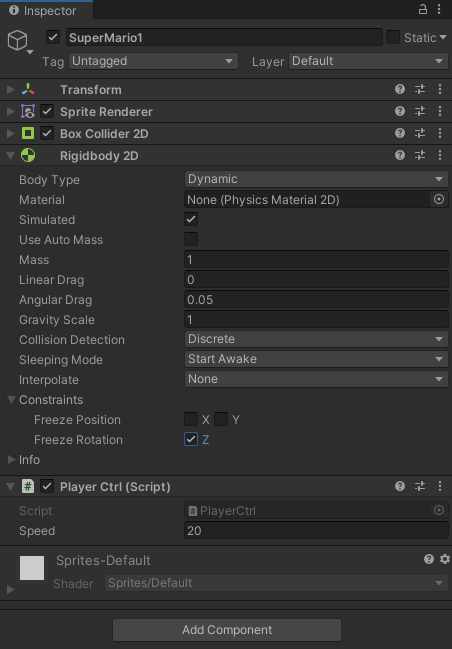 Inspector
SuperMario1 Static
Tag Untagged Layer Default
Transform
Sprite Renderer
Box Collider 2D
Rigidbody 2D
Body Type Dynamic
Material None (Physics Material 2D)
Simulated
Use Auto Mass
Mass 1
Linear Drag 0
Angular Drag 0.05
Gravity Scale 1
Collision Detection Discrete
Sleeping Mode Start Awake
Interpolate None
Constraints
Freeze Position X Y
Freeze Rotation Z
Info
# Player Ctrl (Script)
Script # PlayerCtrl
Speed 20
Sprites-Default
Shader Sprites/Default
Add Component